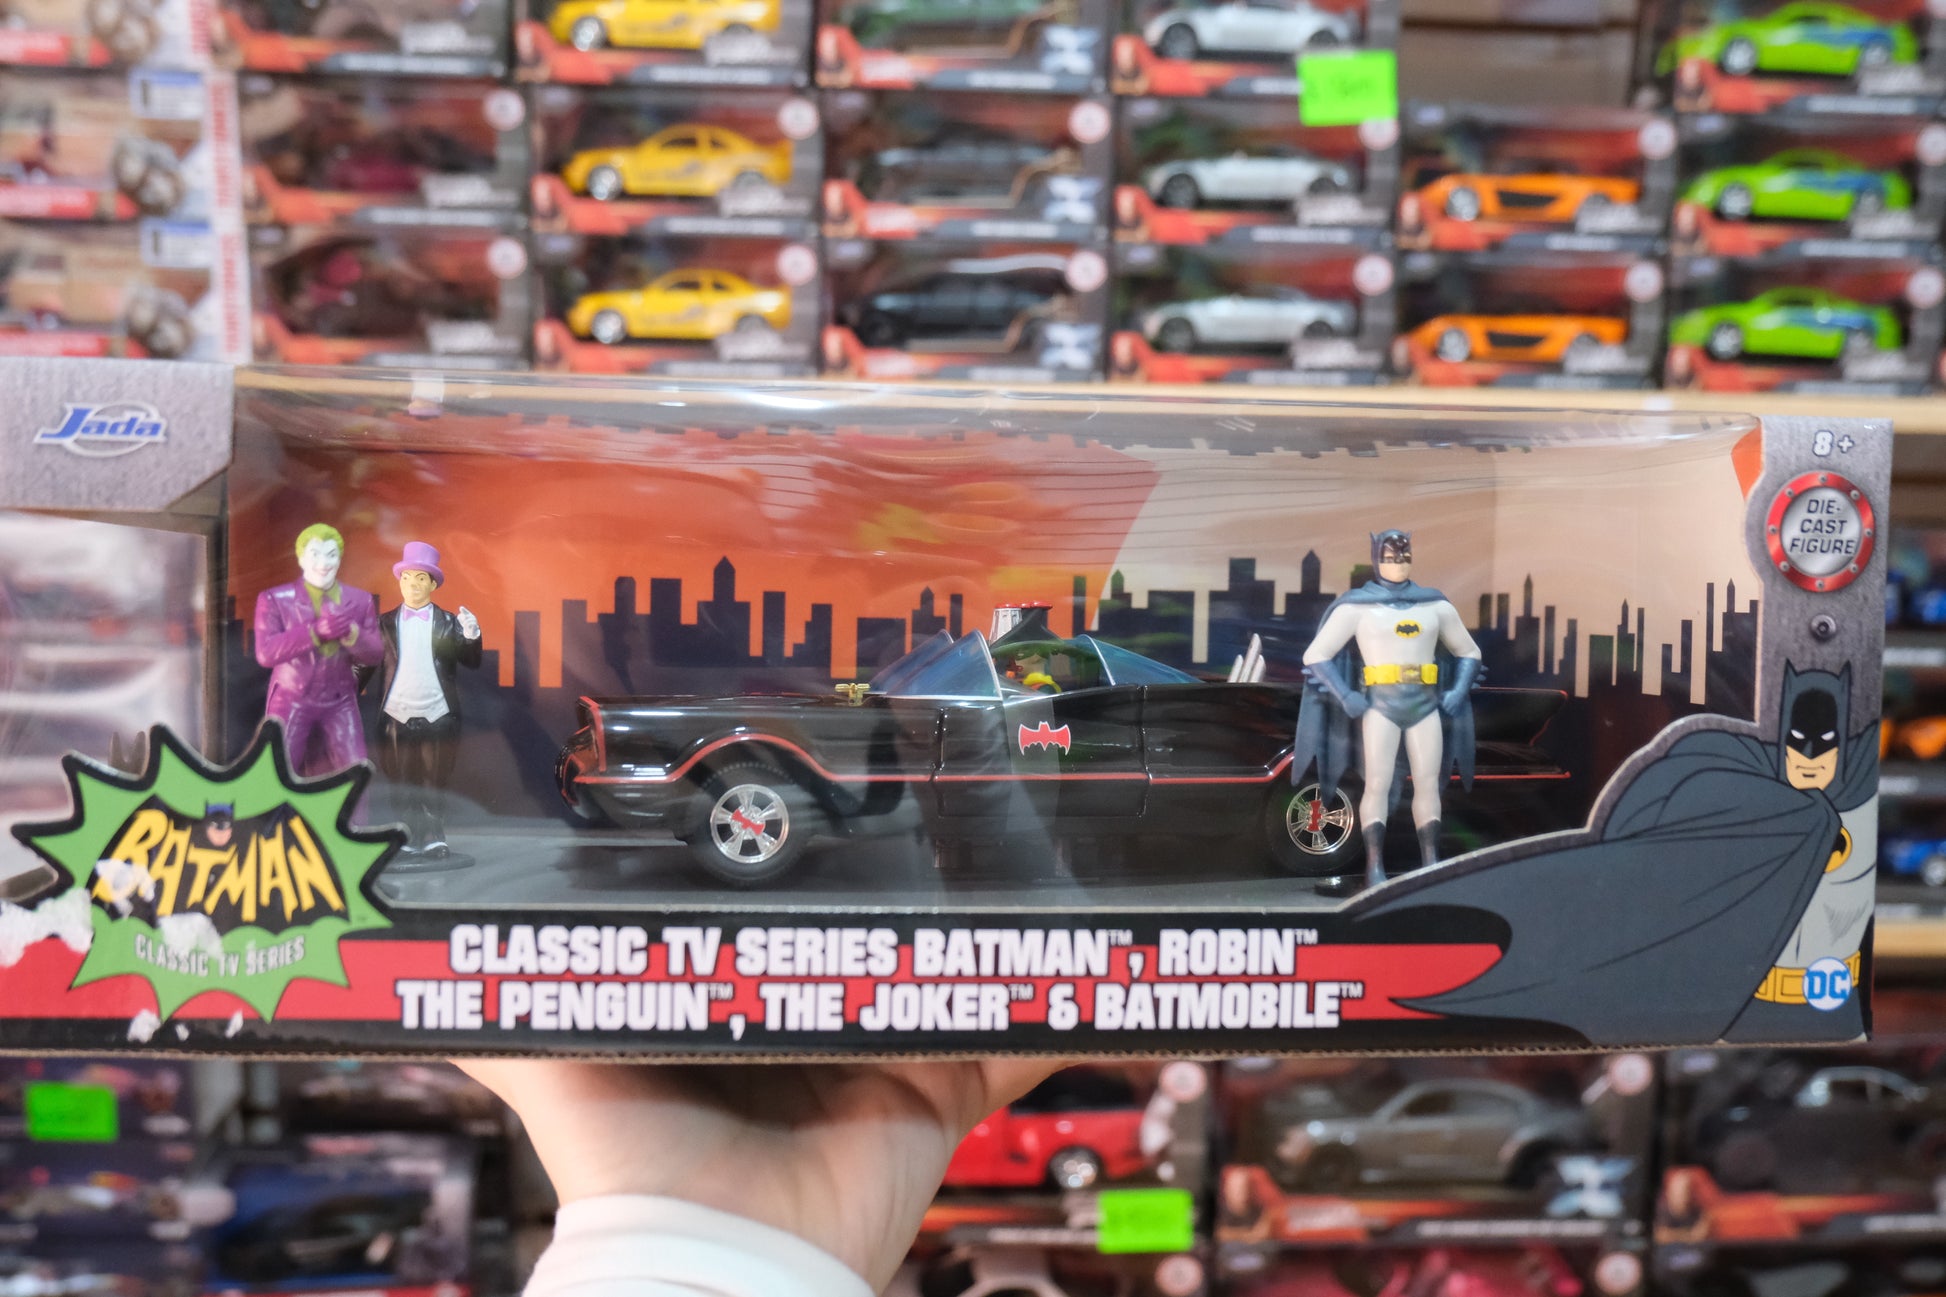 Jada
8+
DIE-
CAST
FIGURE
BATMAN™
CLASSIC TV SERIES
CLASSIC TV SERIES BATMAN™, ROBIN™
THE PENGUIN™, THE JOKER™ & BATMOBILE™
DC